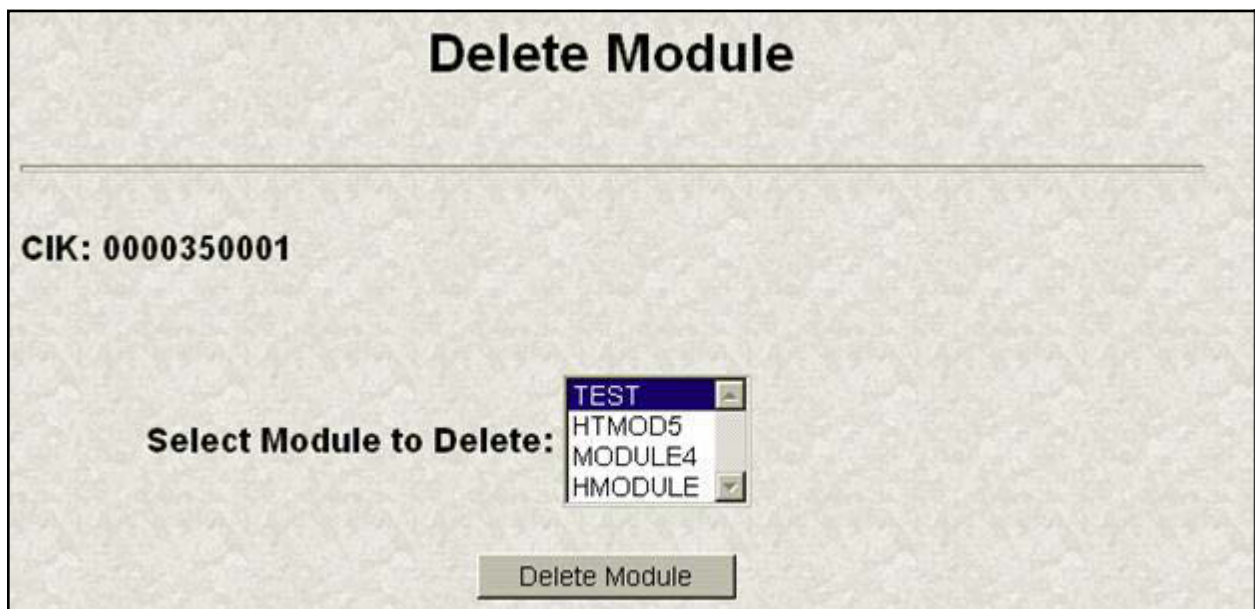 Delete Module
CIK: 0000350001
Select Module to Delete:
TEST
HTMOD5
MODULE4
HMODULE
Delete Module